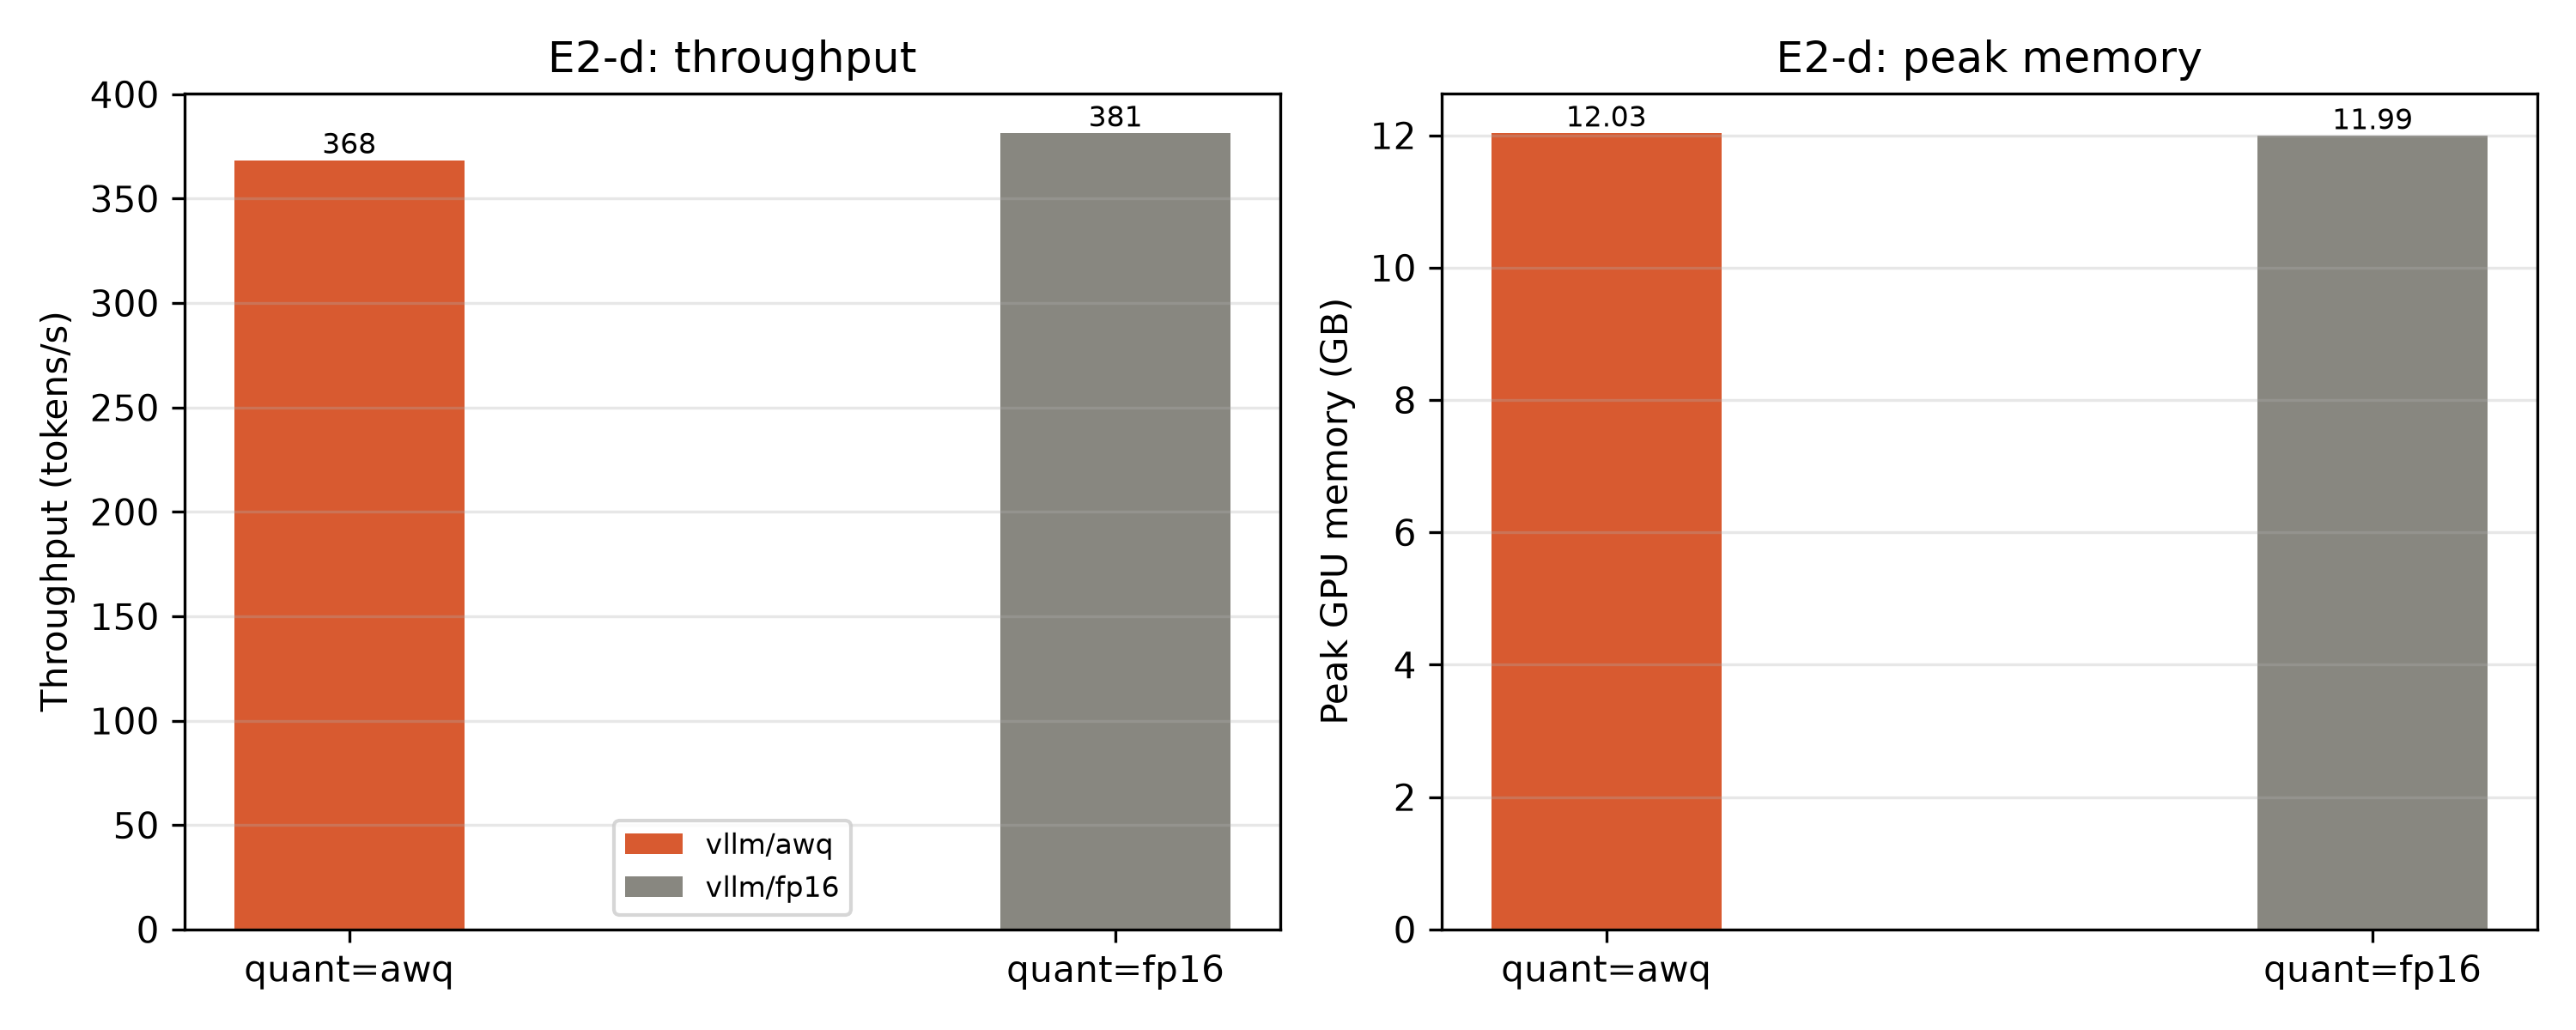 E2-d: throughput
Throughput (tokens/s)
400
350
300
250
200
150
100
50
0
368
381
vllm/awq
vllm/fp16
quant=awq
quant=fp16
E2-d: peak memory
Peak GPU memory (GB)
12
10
8
6
4
2
0
12.03
11.99
quant=awq
quant=fp16